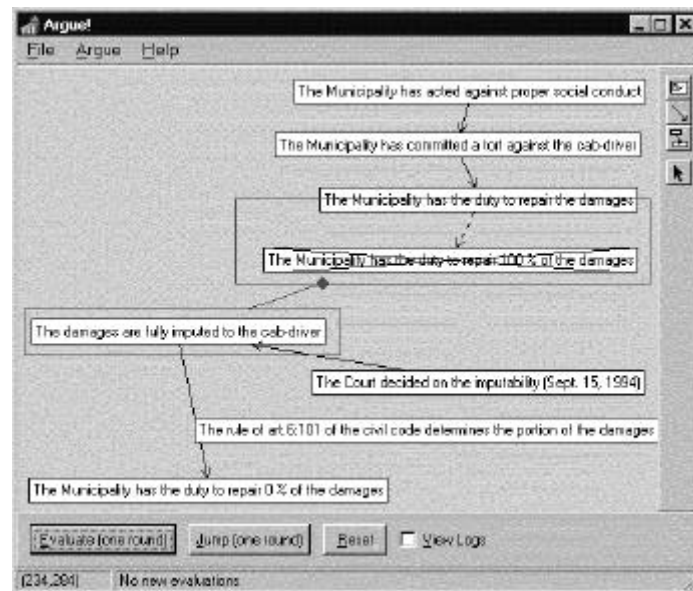 Argue!
File Argue Help
The Municipality has acted against proper social conduct
The Municipality has committed a tort against the cab-driver
The Municipality has the duty to repair the damages
The Municipality has the duty to repair 100 % of the damages
The damages are fully imputed to the cab-driver
The Court decided on the imputability (Sept. 15, 1994)
The rule of art. 6:101 of the civil code determines the portion of the damages
The Municipality has the duty to repair 0 % of the damages
Evaluate (one round) Jump (one round) Reset View Logs
(234,284) No new evaluations